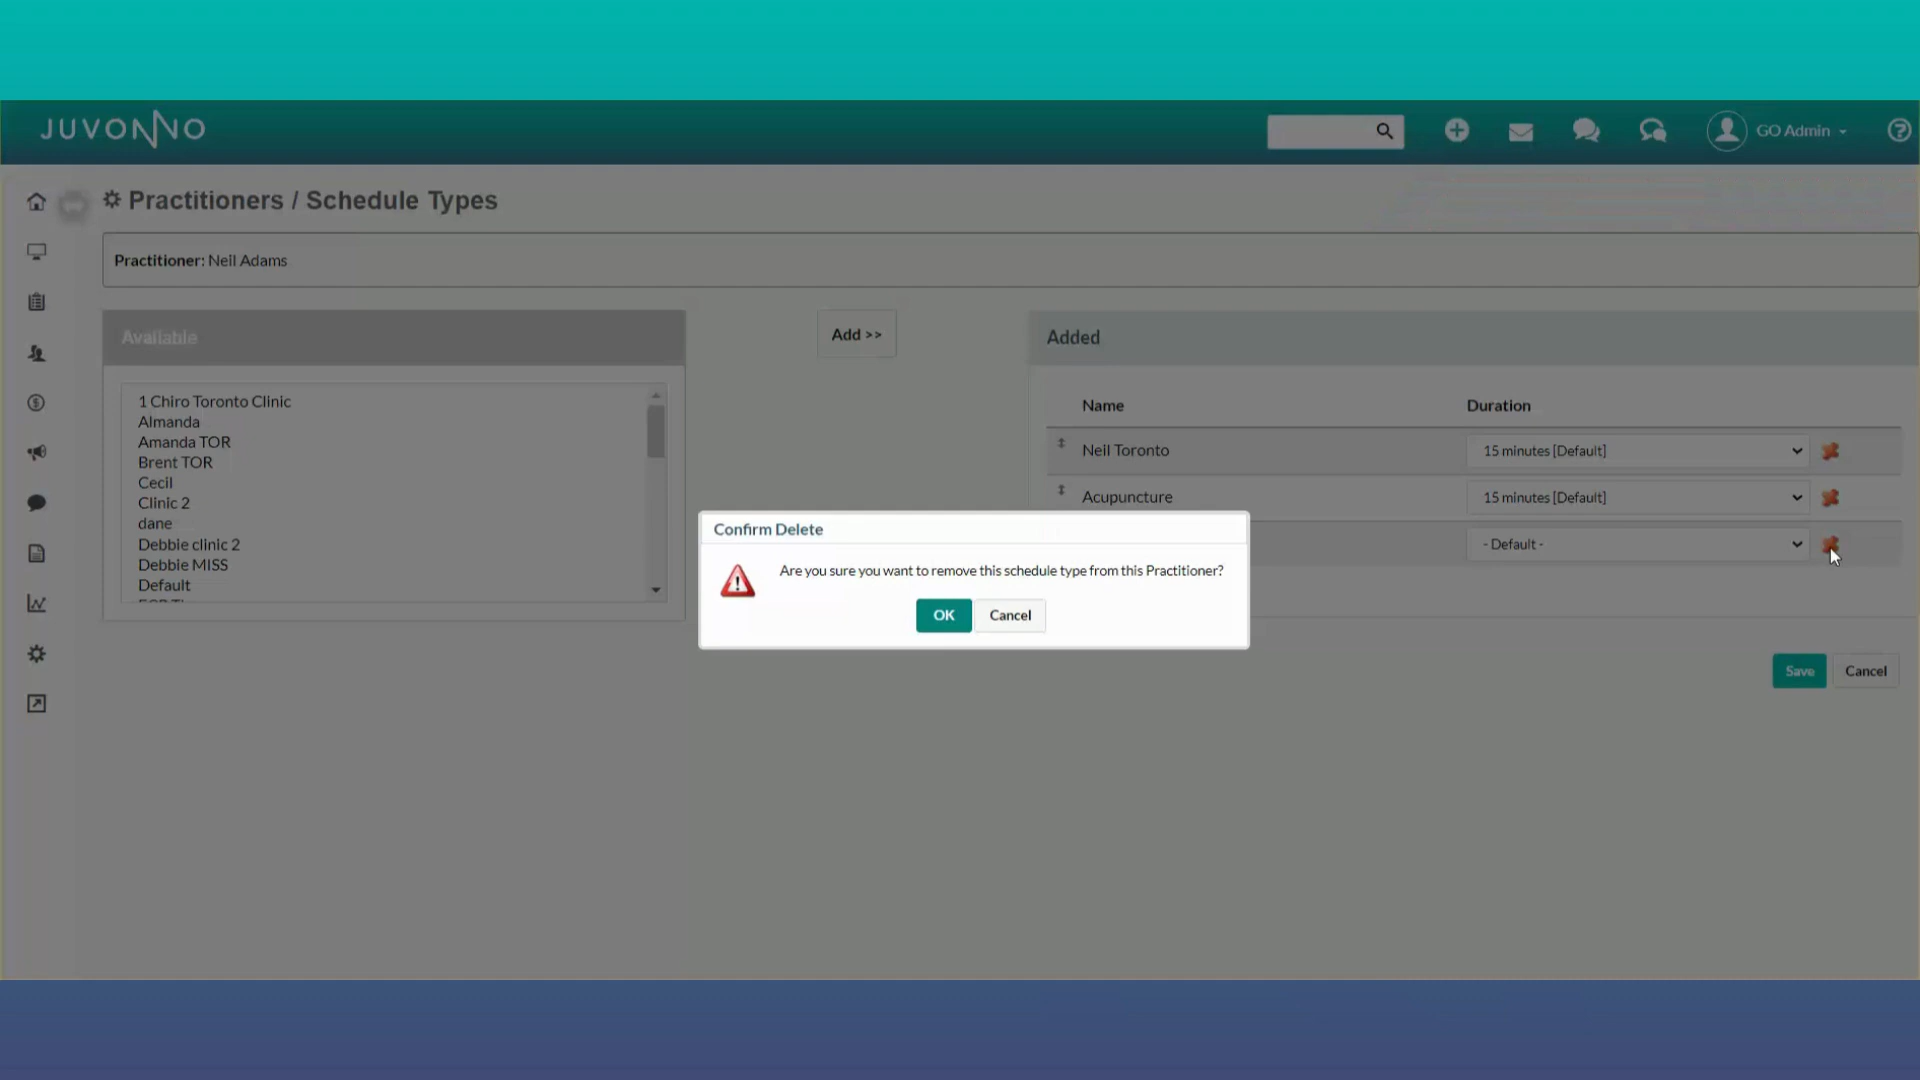 JUVONNO
GO Admin
Practitioners / Schedule Types
Practitioner: Neil Adams
Available
Add >>
Added
1 Chiro Toronto Clinic
Almanda
Amanda TOR
Brent TOR
Cecil
Clinic 2
dane
Debbie clinic 2
Debbie MISS
Default
Name Duration
Neil Toronto 15 minutes [Default]
Acupuncture 15 minutes [Default]
- Default -
Confirm Delete
Are you sure you want to remove this schedule type from this Practitioner?
OK Cancel
Save Cancel